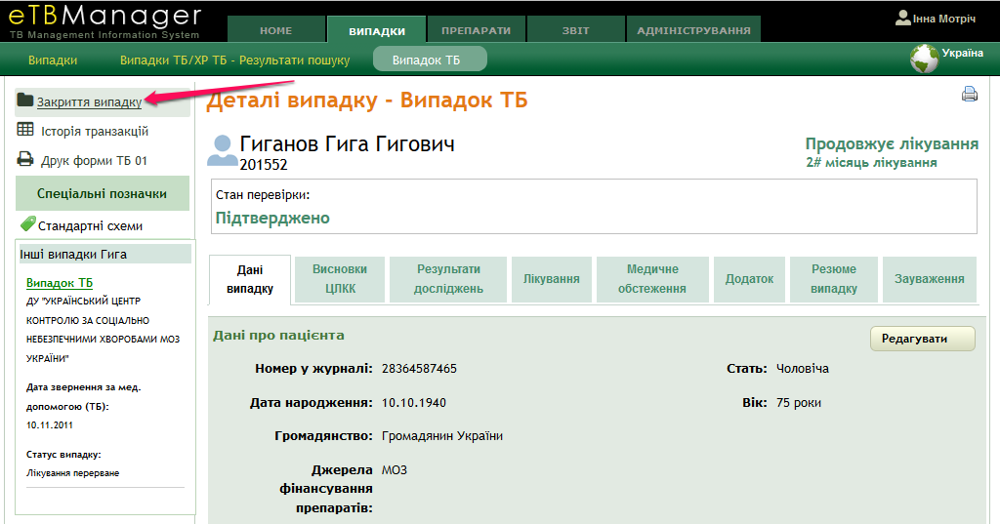 eTBManager
TB Management Information System
HOME
ВИПАДКИ
ПРЕПАРАТИ
ЗВІТ
АДМІНІСТРУВАННЯ
Інна Мотріч
Випадки
Випадки ТБ/ХР ТБ - Результати пошуку
Випадок ТБ
Україна
Закриття випадку
Історія транзакцій
Друк форми ТБ 01
Спеціальні позначки
Стандартні схеми
Інші випадки Гига
Випадок ТБ
ДУ "УКРАЇНСЬКИЙ ЦЕНТР
КОНТРОЛЮ ЗА СОЦІАЛЬНО
НЕБЕЗПЕЧНИМИ ХВОРОБАМИ МОЗ
УКРАЇНИ"
Дата звернення за мед.
допомогою (ТБ):
10.11.2011
Статус випадку:
Лікування перерване
Деталі випадку - Випадок ТБ
Гиганов Гига Гигович
201552
Продовжує лікування
2# місяць лікування
Стан перевірки:
Підтверджено
Дані
випадку
Висновки
ЦЛКК
Результати
досліджень
Лікування
Медичне
обстеження
Додаток
Резюме
випадку
Зауваження
Дані про пацієнта
Редагувати
Номер у журналі: 28364587465
Стать: Чоловіча
Дата народження: 10.10.1940
Вік: 75 роки
Громадянство: Громадянин України
Джерела МОЗ
фінансування
препаратів: